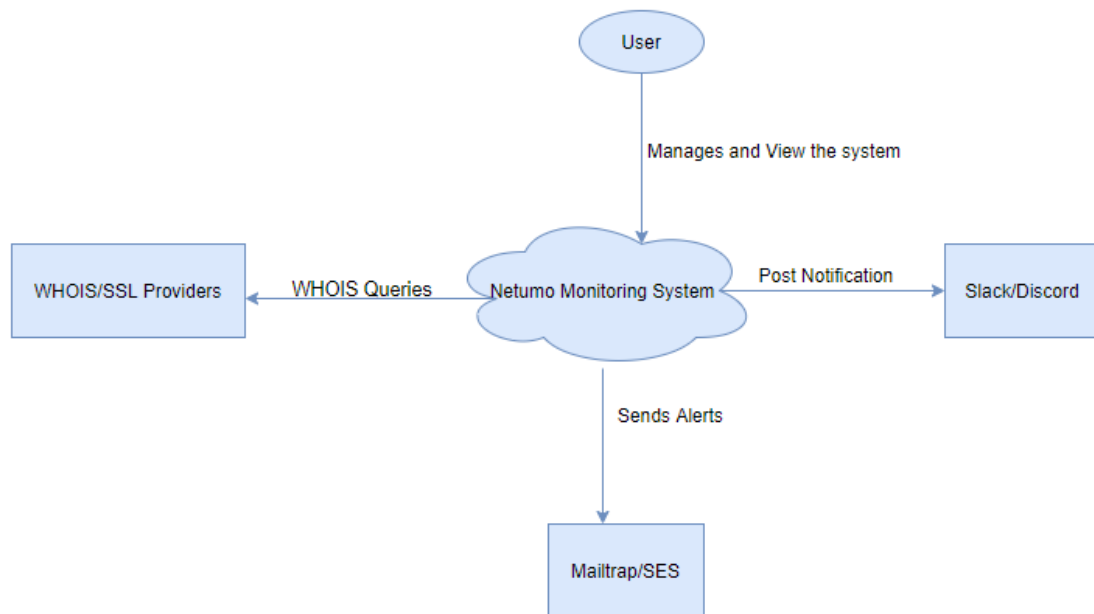 User
Manages and View the system
WHOIS/SSL Providers
WHOIS Queries
Netumo Monitoring System
Post Notification
Slack/Discord
Sends Alerts
Mailtrap/SES